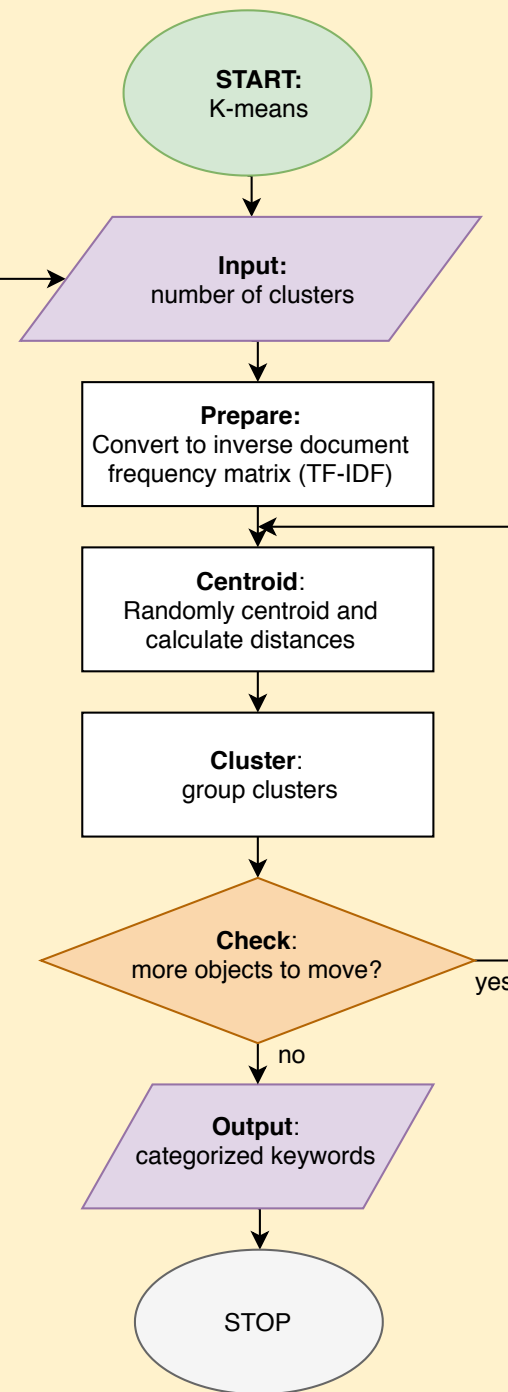 START:
K-means
Input:
number of clusters
Prepare:
Convert to inverse document
frequency matrix (TF-IDF)
Centroid:
Randomly centroid and
calculate distances
Cluster:
group clusters
Check:
more objects to move?
yes
no
Output:
categorized keywords
STOP